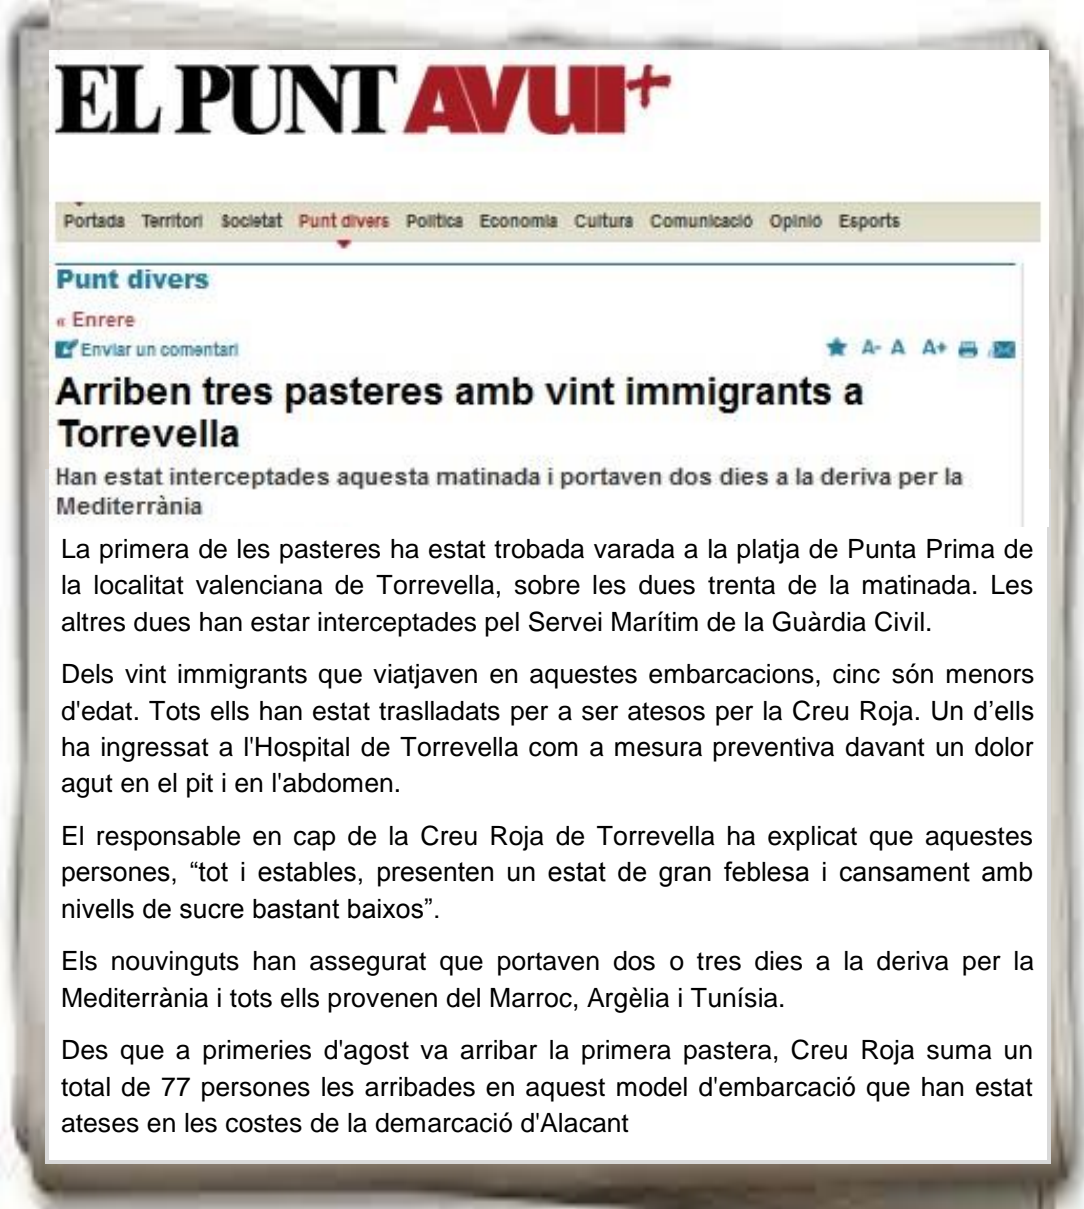 EL PUNT AVUI+
Portada Territori Societat Punt divers Política Economia Cultura Comunicació Opinió Esports
Punt divers
« Enrere
Enviar un comentari
A- A A+
Arriben tres pasteres amb vint immigrants a
Torrevella
Han estat interceptades aquesta matinada i portaven dos dies a la deriva per la
Mediterrània
La primera de les pasteres ha estat trobada varada a la platja de Punta Prima de
la localitat valenciana de Torrevella, sobre les dues trenta de la matinada. Les
altres dues han estar interceptades pel Servei Marítim de la Guàrdia Civil.
Dels vint immigrants que viatjaven en aquestes embarcacions, cinc són menors
d'edat. Tots ells han estat traslladats per a ser atesos per la Creu Roja. Un d’ells
ha ingressat a l'Hospital de Torrevella com a mesura preventiva davant un dolor
agut en el pit i en l'abdomen.
El responsable en cap de la Creu Roja de Torrevella ha explicat que aquestes
persones, “tot i estables, presenten un estat de gran feblesa i cansament amb
nivells de sucre bastant baixos”.
Els nouvinguts han assegurat que portaven dos o tres dies a la deriva per la
Mediterrània i tots ells provenen del Marroc, Argèlia i Tunísia.
Des que a primeries d'agost va arribar la primera pastera, Creu Roja suma un
total de 77 persones les arribades en aquest model d'embarcació que han estat
ateses en les costes de la demarcació d'Alacant